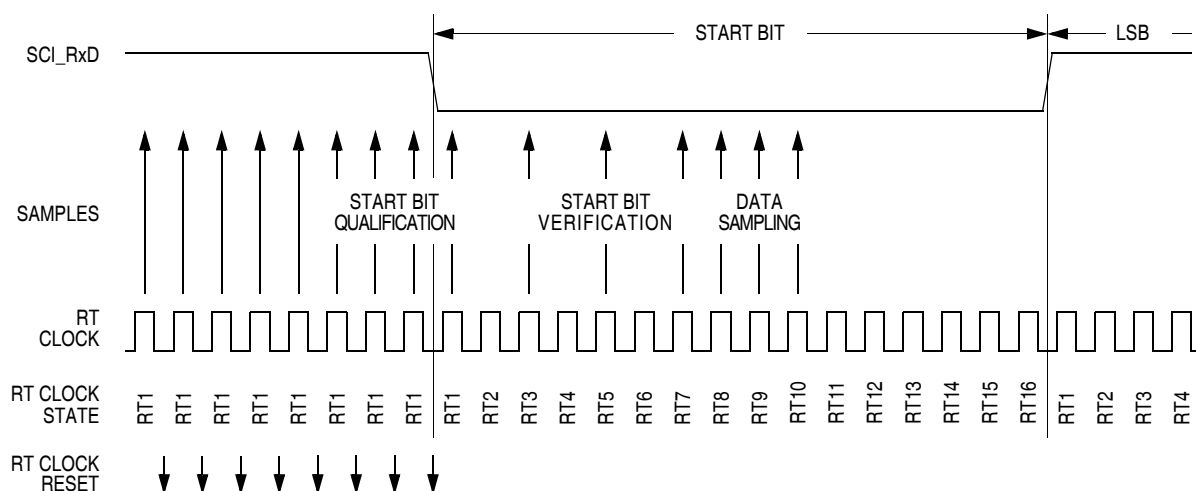 START BIT
LSB
SCI_RxD
SAMPLES
START BIT
QUALIFICATION
START BIT
VERIFICATION
DATA
SAMPLING
RT
CLOCK
RT CLOCK
STATE
RT1 RT1 RT1 RT1 RT1 RT1 RT1 RT1 RT1 RT2 RT3 RT4 RT5 RT6 RT7 RT8 RT9 RT10 RT11 RT12 RT13 RT14 RT15 RT16 RT1 RT2 RT3 RT4
RT CLOCK
RESET